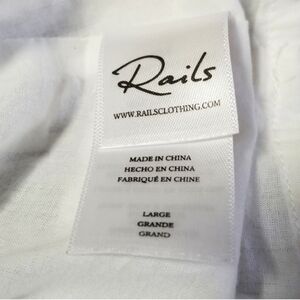 Rails
WWW.RAILSCLOTHING.COM
MADE IN CHINA
HECHO EN CHINA
FABRIQUÉ EN CHINE
LARGE
GRANDE
GRAND